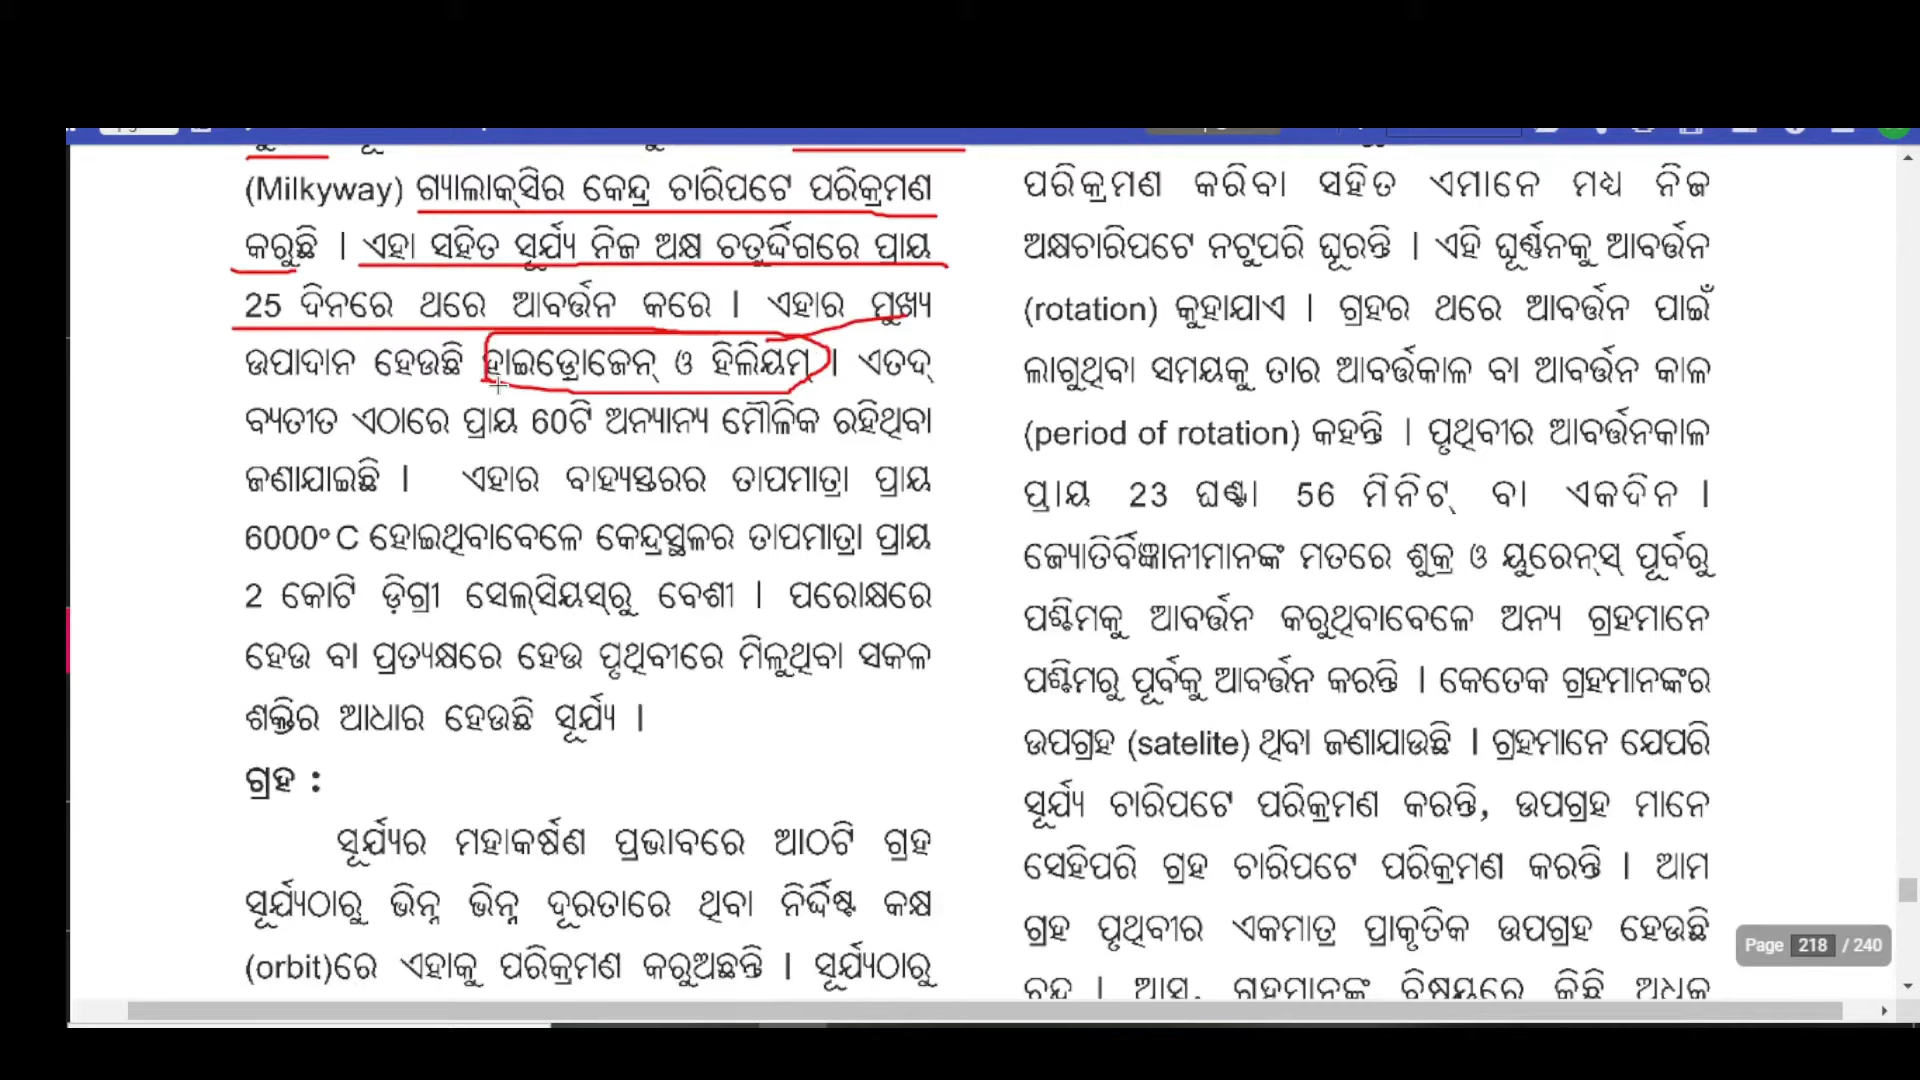 (Milkyway) ଗ୍ୟାଲାକ୍‌ସିର କେନ୍ଦ୍ର ଚାରିପଟେ ପରିକ୍ରମଣ
କରୁଛି । ଏହା ସହିତ ସୂର୍ଯ୍ୟ ନିଜ ଅକ୍ଷ ଚତୁର୍ଦ୍ଦିଗରେ ପ୍ରାୟ
25 ଦିନରେ ଥରେ ଆବର୍ତ୍ତନ କରେ । ଏହାର ମୁଖ୍ୟ
ଉପାଦାନ ହେଉଛି ହାଇଡ୍ରୋଜେନ୍ ଓ ହିଲିୟମ୍ । ଏତଦ୍
ବ୍ୟତୀତ ଏଠାରେ ପ୍ରାୟ 60ଟି ଅନ୍ୟାନ୍ୟ ମୌଳିକ ରହିଥିବା
ଜଣାଯାଇଛି । ଏହାର ବାହ୍ୟସ୍ତରର ତାପମାତ୍ରା ପ୍ରାୟ
6000° C ହୋଇଥିବାବେଳେ କେନ୍ଦ୍ରସ୍ଥଳର ତାପମାତ୍ରା ପ୍ରାୟ
2 କୋଟି ଡ଼ିଗ୍ରୀ ସେଲ୍‌ସିୟସ୍‌ରୁ ବେଶୀ । ପରୋକ୍ଷରେ
ହେଉ ବା ପ୍ରତ୍ୟକ୍ଷରେ ହେଉ ପୃଥିବୀରେ ମିଳୁଥିବା ସକଳ
ଶକ୍ତିର ଆଧାର ହେଉଛି ସୂର୍ଯ୍ୟ ।
ଗ୍ରହ :
ସୂର୍ଯ୍ୟର ମହାକର୍ଷଣ ପ୍ରଭାବରେ ଆଠଟି ଗ୍ରହ
ସୂର୍ଯ୍ୟଠାରୁ ଭିନ୍ନ ଭିନ୍ନ ଦୂରତାରେ ଥିବା ନିର୍ଦ୍ଦିଷ୍ଟ କକ୍ଷ
(orbit)ରେ ଏହାକୁ ପରିକ୍ରମଣ କରୁଅଛନ୍ତି । ସୂର୍ଯ୍ୟଠାରୁ
ପରିକ୍ରମଣ କରିବା ସହିତ ଏମାନେ ମଧ୍ୟ ନିଜ
ଅକ୍ଷଚାରିପଟେ ନଟୁପରି ଘୂରନ୍ତି । ଏହି ଘୂର୍ଣ୍ଣନକୁ ଆବର୍ତ୍ତନ
(rotation) କୁହାଯାଏ । ଗ୍ରହର ଥରେ ଆବର୍ତ୍ତନ ପାଇଁ
ଲାଗୁଥିବା ସମୟକୁ ତାର ଆବର୍ତ୍ତକାଳ ବା ଆବର୍ତ୍ତନ କାଳ
(period of rotation) କହନ୍ତି । ପୃଥିବୀର ଆବର୍ତ୍ତନକାଳ
ପ୍ରାୟ 23 ଘଣ୍ଟା 56 ମିନିଟ୍ ବା ଏକଦିନ ।
ଜ୍ୟୋତିର୍ବିଜ୍ଞାନୀମାନଙ୍କ ମତରେ ଶୁକ୍ର ଓ ୟୁରେନ୍‌ସ୍ ପୂର୍ବରୁ
ପଶ୍ଚିମକୁ ଆବର୍ତ୍ତନ କରୁଥିବାବେଳେ ଅନ୍ୟ ଗ୍ରହମାନେ
ପଶ୍ଚିମରୁ ପୂର୍ବକୁ ଆବର୍ତ୍ତନ କରନ୍ତି । କେତେକ ଗ୍ରହମାନଙ୍କର
ଉପଗ୍ରହ (satelite) ଥିବା ଜଣାଯାଉଛି । ଗ୍ରହମାନେ ଯେପରି
ସୂର୍ଯ୍ୟ ଚାରିପଟେ ପରିକ୍ରମଣ କରନ୍ତି, ଉପଗ୍ରହ ମାନେ
ସେହିପରି ଗ୍ରହ ଚାରିପଟେ ପରିକ୍ରମଣ କରନ୍ତି । ଆମ
ଗ୍ରହ ପୃଥିବୀର ଏକମାତ୍ର ପ୍ରାକୃତିକ ଉପଗ୍ରହ ହେଉଛି
ଚନ୍ଦ୍ର । ଆସ, ଗ୍ରହମାନଙ୍କ ବିଷୟରେ କିଛି ଅଧିକ
Page 218 / 240